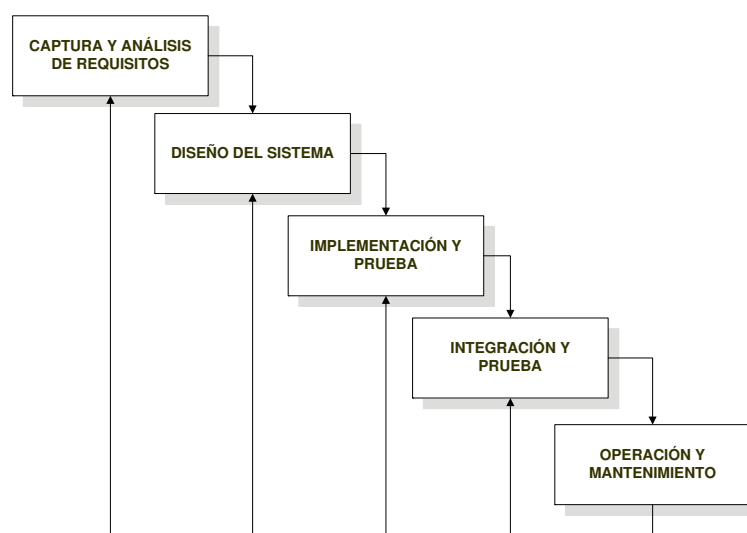 CAPTURA Y ANÁLISIS
DE REQUISITOS
DISEÑO DEL SISTEMA
IMPLEMENTACIÓN Y
PRUEBA
INTEGRACIÓN Y
PRUEBA
OPERACIÓN Y
MANTENIMIENTO